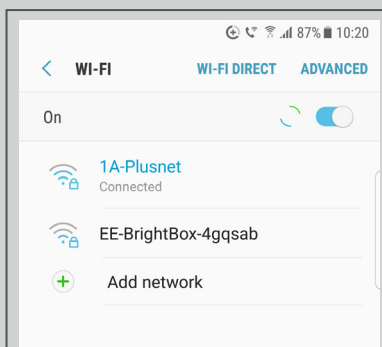 87% 10:20
WI-FI WI-FI DIRECT ADVANCED
On
1A-Plusnet
Connected
EE-BrightBox-4gqsab
Add network